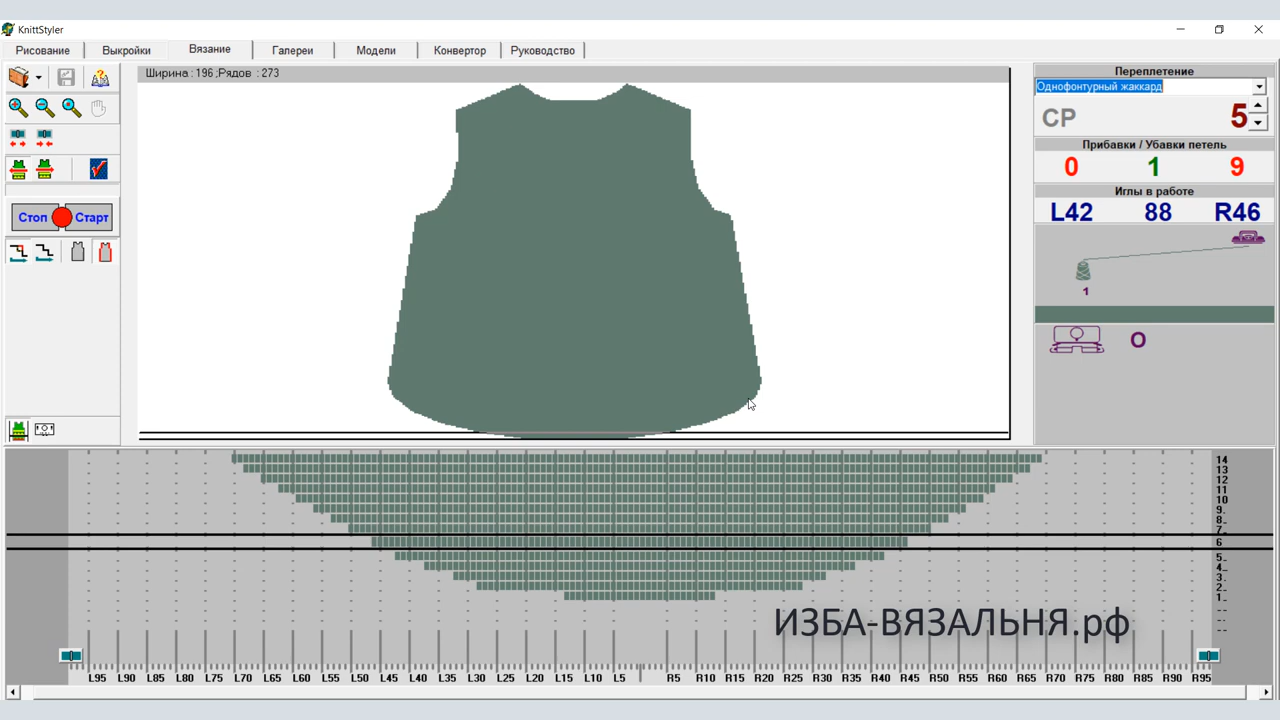 KnittStyler
Рисование Выкройки Вязание Галереи Модели Конвертор Руководство
Ширина : 196 ;Рядов : 273
Переплетение
Однофонтурный жаккард
СР 5
Прибавки / Убавки петель
0 1 9
Иглы в работе
L42 88 R46
Стоп Старт
1
O
14
13
12
11
10
9
8
7
6
5
4
3
2
1
ИЗБА-ВЯЗАЛЬНЯ.рф
L95 L90 L85 L80 L75 L70 L65 L60 L55 L50 L45 L40 L35 L30 L25 L20 L15 L10 L5 R5 R10 R15 R20 R25 R30 R35 R40 R45 R50 R55 R60 R65 R70 R75 R80 R85 R90 R95